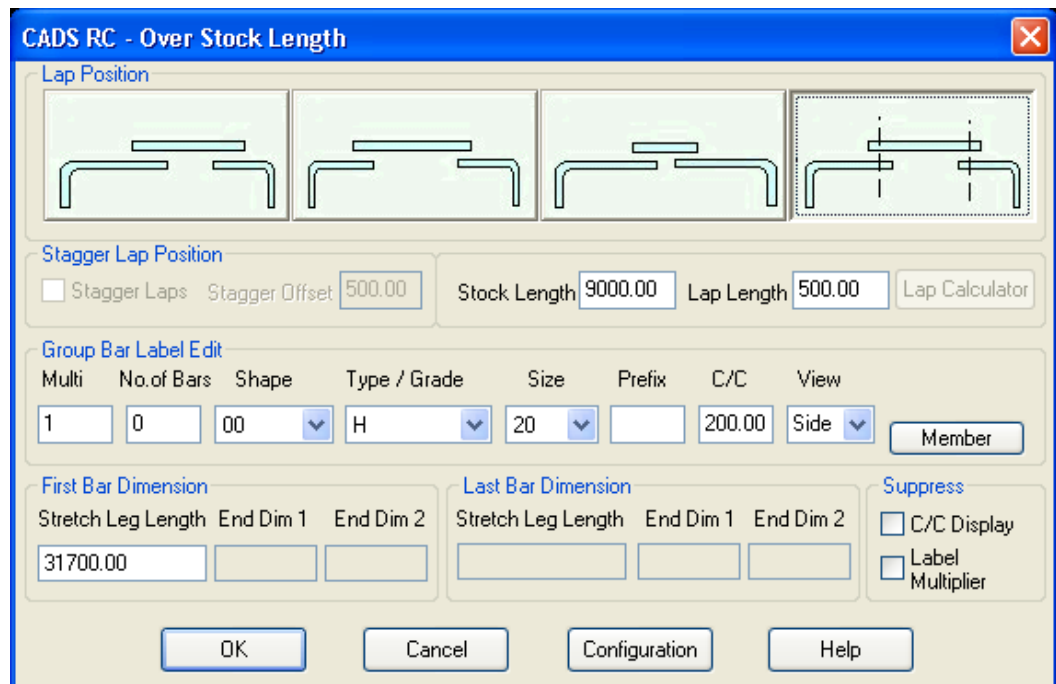 CADS RC - Over Stock Length
Lap Position
Stagger Lap Position
Stagger Laps Stagger Offset 500.00 Stock Length 9000.00 Lap Length 500.00 Lap Calculator
Group Bar Label Edit
Multi No.of Bars Shape Type / Grade Size Prefix C/C View
1 0 00 H 20 200.00 Side Member
First Bar Dimension Last Bar Dimension Suppress
Stretch Leg Length End Dim 1 End Dim 2 Stretch Leg Length End Dim 1 End Dim 2 C/C Display
31700.00 Label
Multiplier
OK Cancel Configuration Help